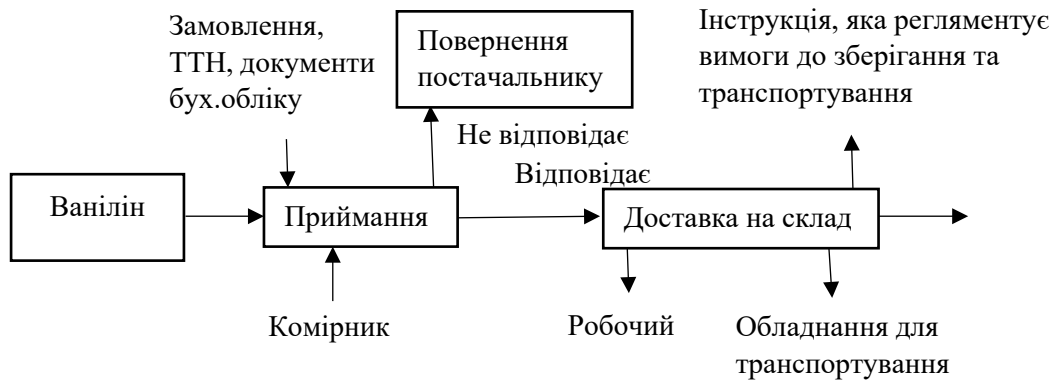 Замовлення,
ТТН, документи
бух.обліку
Повернення
постачальнику
Інструкція, яка регляментує
вимоги до зберігання та
транспортування
Не відповідає
Відповідає
Ванілін
Приймання
Доставка на склад
Комірник
Робочий
Обладнання для
транспортування